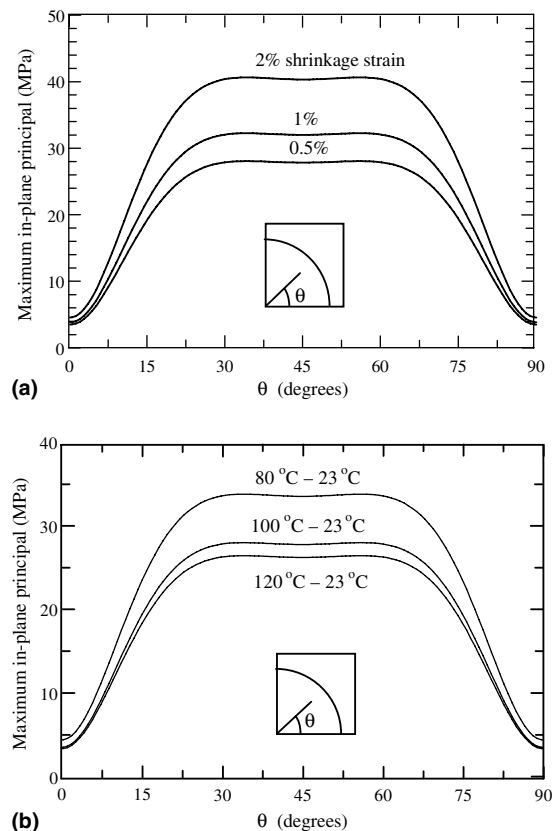 50
40
30
20
10
0
Maximum in-plane principal (MPa)
2% shrinkage strain
1%
0.5%
θ
0 15 30 45 60 75 90
θ (degrees)
(a)
40
30
20
10
0
Maximum in-plane principal (MPa)
80 °C – 23 °C
100 °C – 23 °C
120 °C – 23 °C
θ
0 15 30 45 60 75 90
θ (degrees)
(b)